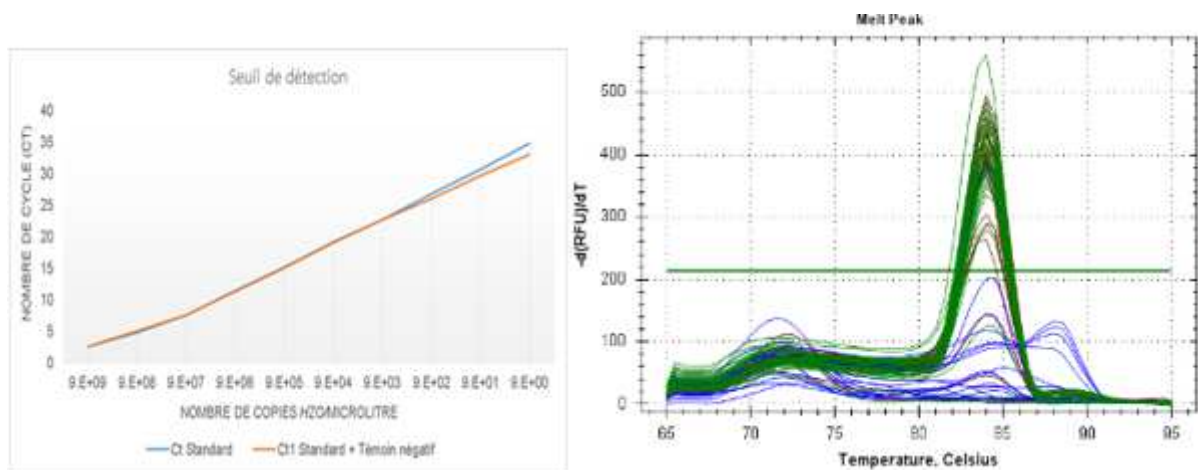 Seuil de détection
NOMBRE DE CYCLE (CT)
40
35
30
25
20
15
10
5
0
9.E+09 9.E+08 9.E+07 9.E+06 9.E+05 9.E+04 9.E+03 9.E+02 9.E+01 9.E+00
NOMBRE DE COPIES HZO/MICROLITRE
Ct Standard Ct1 Standard + Témoin négatif
Melt Peak
-d(RFU)/dT
500
400
300
200
100
0
65 70 75 80 85 90 95
Temperature, Celsius